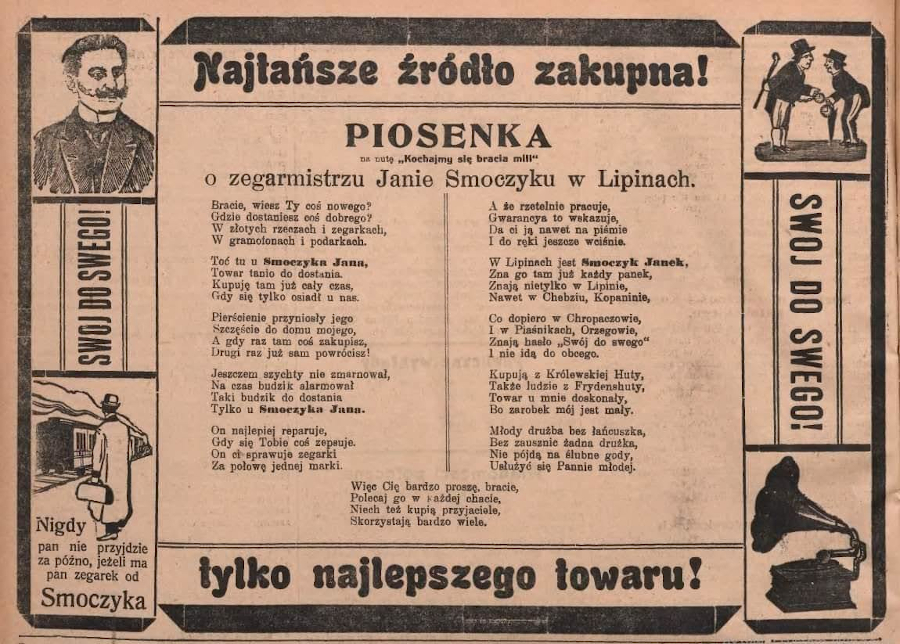 Najtańsze źródło zakupna!
PIOSENKA
na nutę „Kochajmy się bracia mili“
o zegarmistrzu Janie Smoczyku w Lipinach.
Bracie, wiesz Ty coś nowego?
Gdzie dostaniesz coś dobrego?
W złotych rzeczach i zegarkach,
W gramofonach i podarkach.
Toć tu u Smoczyka Jana,
Towar tanio do dostania.
Kupuję tam już cały czas,
Gdy się tylko osiadł u nas.
Pierścienie przyniosły jego
Szczęście do domu mojego,
A gdy raz tam coś zakupisz,
Drugi raz już sam powrócisz!
Jeszczem szychty nie zmarnował,
Na czas budzik alarmował
Taki budzik do dostania
Tylko u Smoczyka Jana.
On najlepiej reparuje,
Gdy się Tobie coś zepsuje.
On ci sprawuje zegarki
Za połowę jednej marki.
A że rzetelnie pracuje,
Gwarancya to wskazuje,
Da ci ją nawet na piśmie
I do ręki jeszcze wciśnie.
W Lipinach jest Smoczyk Janek,
Zna go tam już każdy panek,
Znają nietylko w Lipinie,
Nawet w Chebziu, Kopaninie,
Co dopiero w Chropaczowie,
I w Piaśnikach, Orzegowie,
Znają hasło „Swój do swego“
I nie idą do obcego.
Kupują z Królewskiej Huty,
Także ludzie z Frydenshuty,
Towar u mnie doskonały,
Bo zarobek mój jest mały.
Młody drużba bez łańcuszka,
Bez zausznic żadna drużka,
Nie pójdą na ślubne gody,
Usłużyć się Pannie młodej.
Więc Cię bardzo proszę, bracie,
Polecaj go w każdej chacie,
Niech też kupią przyjaciele,
Skorzystają bardzo wiele.
tylko najlepszego towaru!
SWOJ DO SWEGO!
Nigdy
pan nie przyjdzie
za późno, jeżeli ma
pan zegarek od
Smoczyka
SWOJ DO SWEGO!